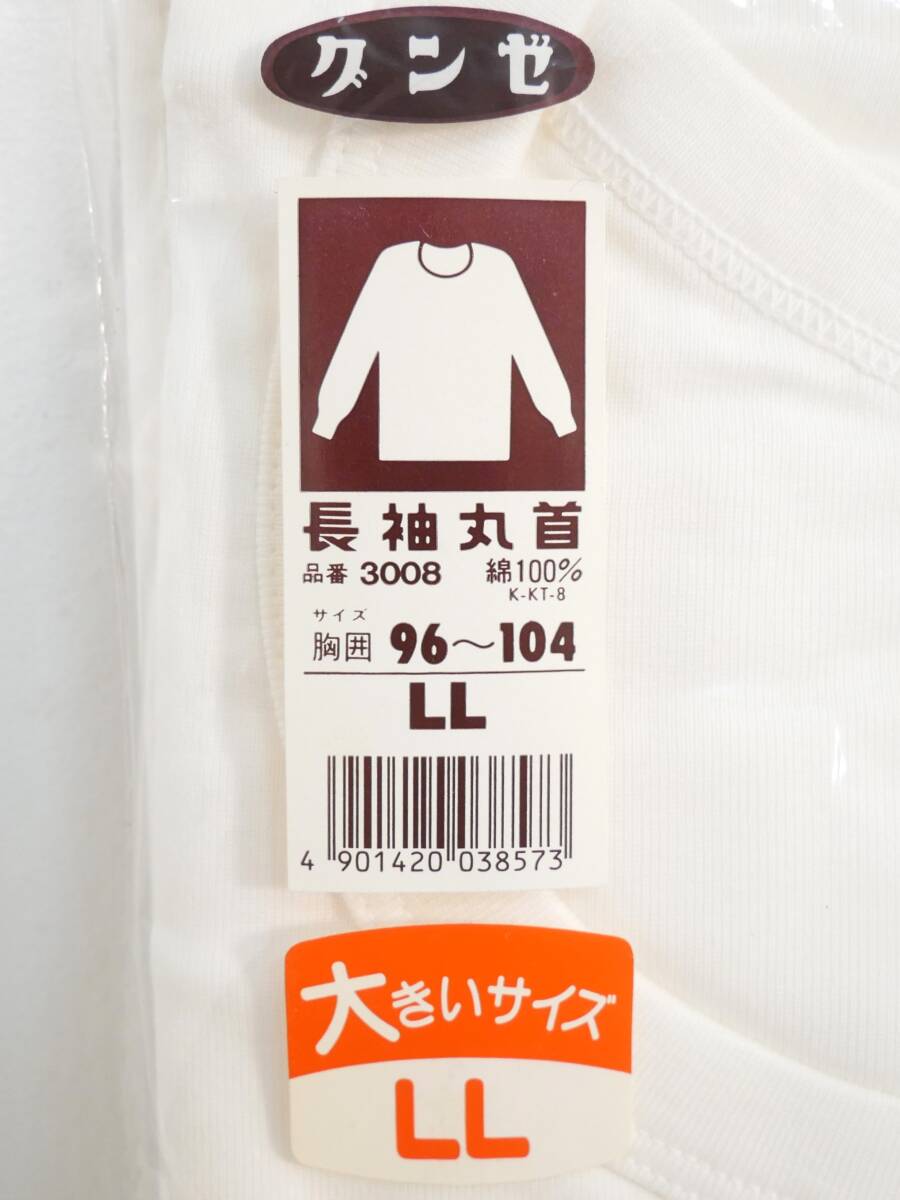 グンゼ
長袖丸首
品番 3008 綿100%
K-KT-8
サイズ
胸囲 96～104
LL
4 901420 038573
大きいサイズ
LL